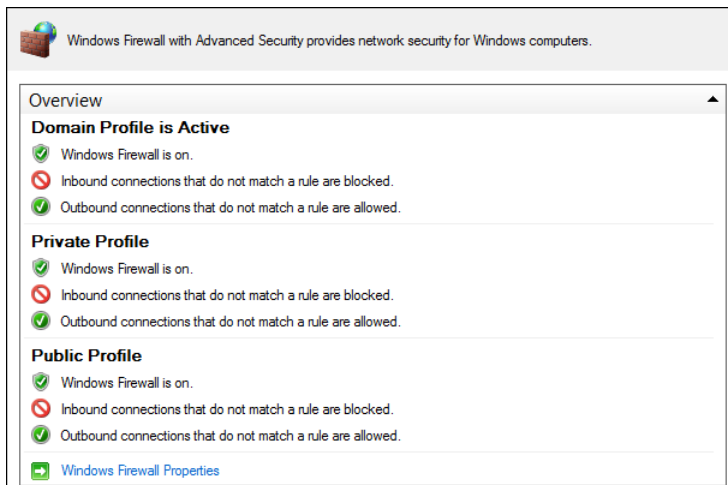 Windows Firewall with Advanced Security provides network security for Windows computers.
Overview
Domain Profile is Active
Windows Firewall is on.
Inbound connections that do not match a rule are blocked.
Outbound connections that do not match a rule are allowed.
Private Profile
Windows Firewall is on.
Inbound connections that do not match a rule are blocked.
Outbound connections that do not match a rule are allowed.
Public Profile
Windows Firewall is on.
Inbound connections that do not match a rule are blocked.
Outbound connections that do not match a rule are allowed.
Windows Firewall Properties